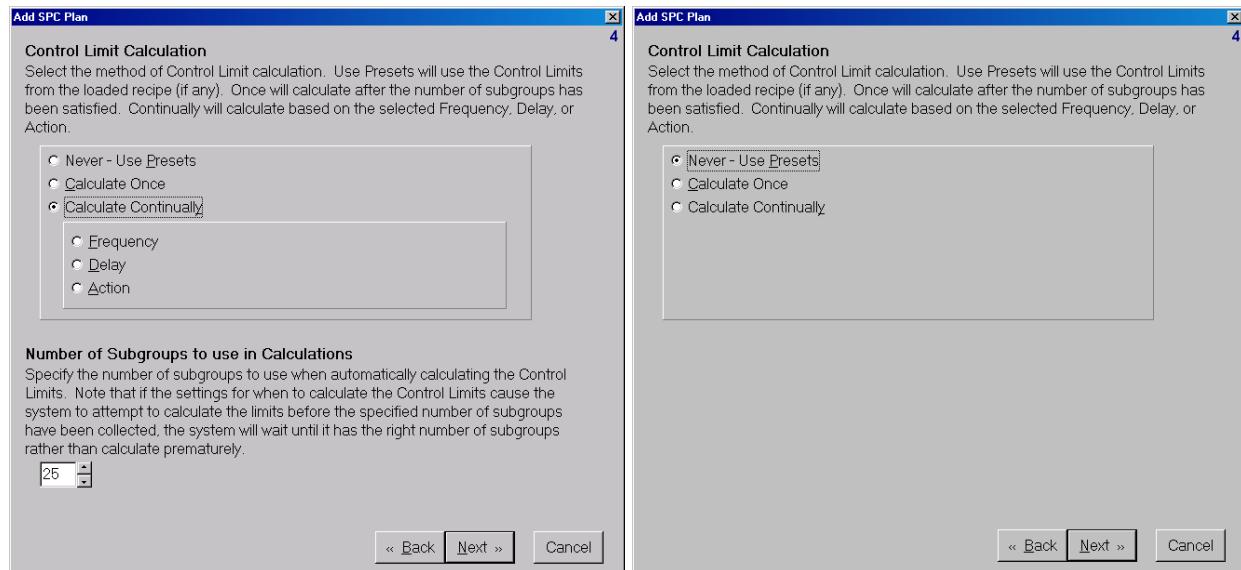 Add SPC Plan
4
Control Limit Calculation
Select the method of Control Limit calculation. Use Presets will use the Control Limits
from the loaded recipe (if any). Once will calculate after the number of subgroups has
been satisfied. Continually will calculate based on the selected Frequency, Delay, or
Action.
Never - Use Presets
Calculate Once
Calculate Continually
Frequency
Delay
Action
Number of Subgroups to use in Calculations
Specify the number of subgroups to use when automatically calculating the Control
Limits. Note that if the settings for when to calculate the Control Limits cause the
system to attempt to calculate the limits before the specified number of subgroups
have been collected, the system will wait until it has the right number of subgroups
rather than calculate prematurely.
25
« Back
Next »
Cancel
Add SPC Plan
4
Control Limit Calculation
Select the method of Control Limit calculation. Use Presets will use the Control Limits
from the loaded recipe (if any). Once will calculate after the number of subgroups has
been satisfied. Continually will calculate based on the selected Frequency, Delay, or
Action.
Never - Use Presets
Calculate Once
Calculate Continually
« Back
Next »
Cancel